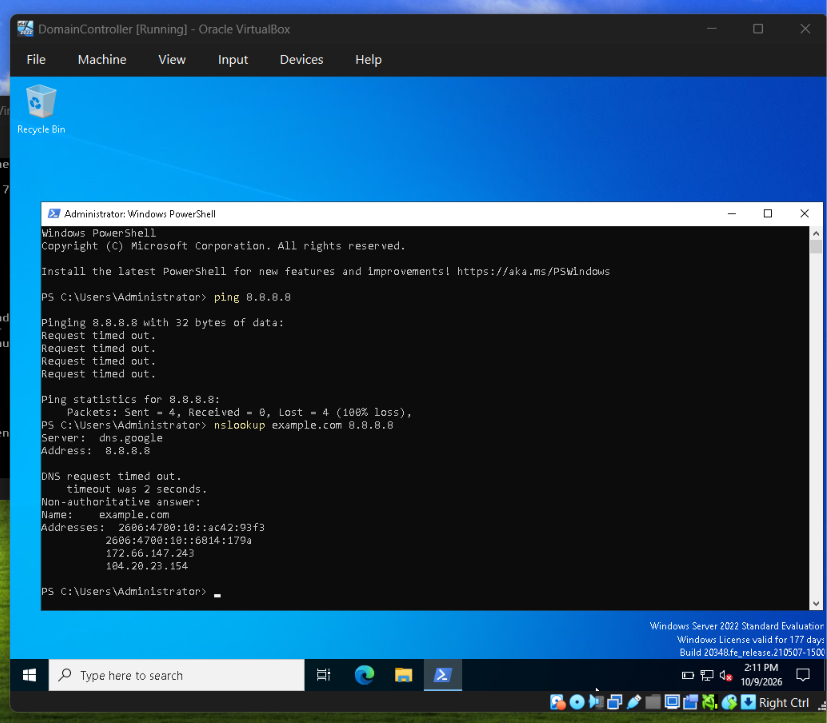 DomainController [Running] - Oracle VirtualBox
File Machine View Input Devices Help
Recycle Bin
Administrator: Windows PowerShell
Windows PowerShell
Copyright (C) Microsoft Corporation. All rights reserved.
Install the latest PowerShell for new features and improvements! https://aka.ms/PSWindows
PS C:\Users\Administrator> ping 8.8.8.8
Pinging 8.8.8.8 with 32 bytes of data:
Request timed out.
Request timed out.
Request timed out.
Request timed out.
Ping statistics for 8.8.8.8:
    Packets: Sent = 4, Received = 0, Lost = 4 (100% loss),
PS C:\Users\Administrator> nslookup example.com 8.8.8.8
Server:  dns.google
Address:  8.8.8.8
DNS request timed out.
    timeout was 2 seconds.
Non-authoritative answer:
Name:    example.com
Addresses:  2606:4700:10::ac42:93f3
          2606:4700:10::6814:179a
          172.66.147.243
          104.20.23.154
PS C:\Users\Administrator>
Windows Server 2022 Standard Evaluation
Windows License valid for 177 days
Build 20348.fe_release.210507-1500
Type here to search
2:11 PM
10/9/2026
Right Ctrl